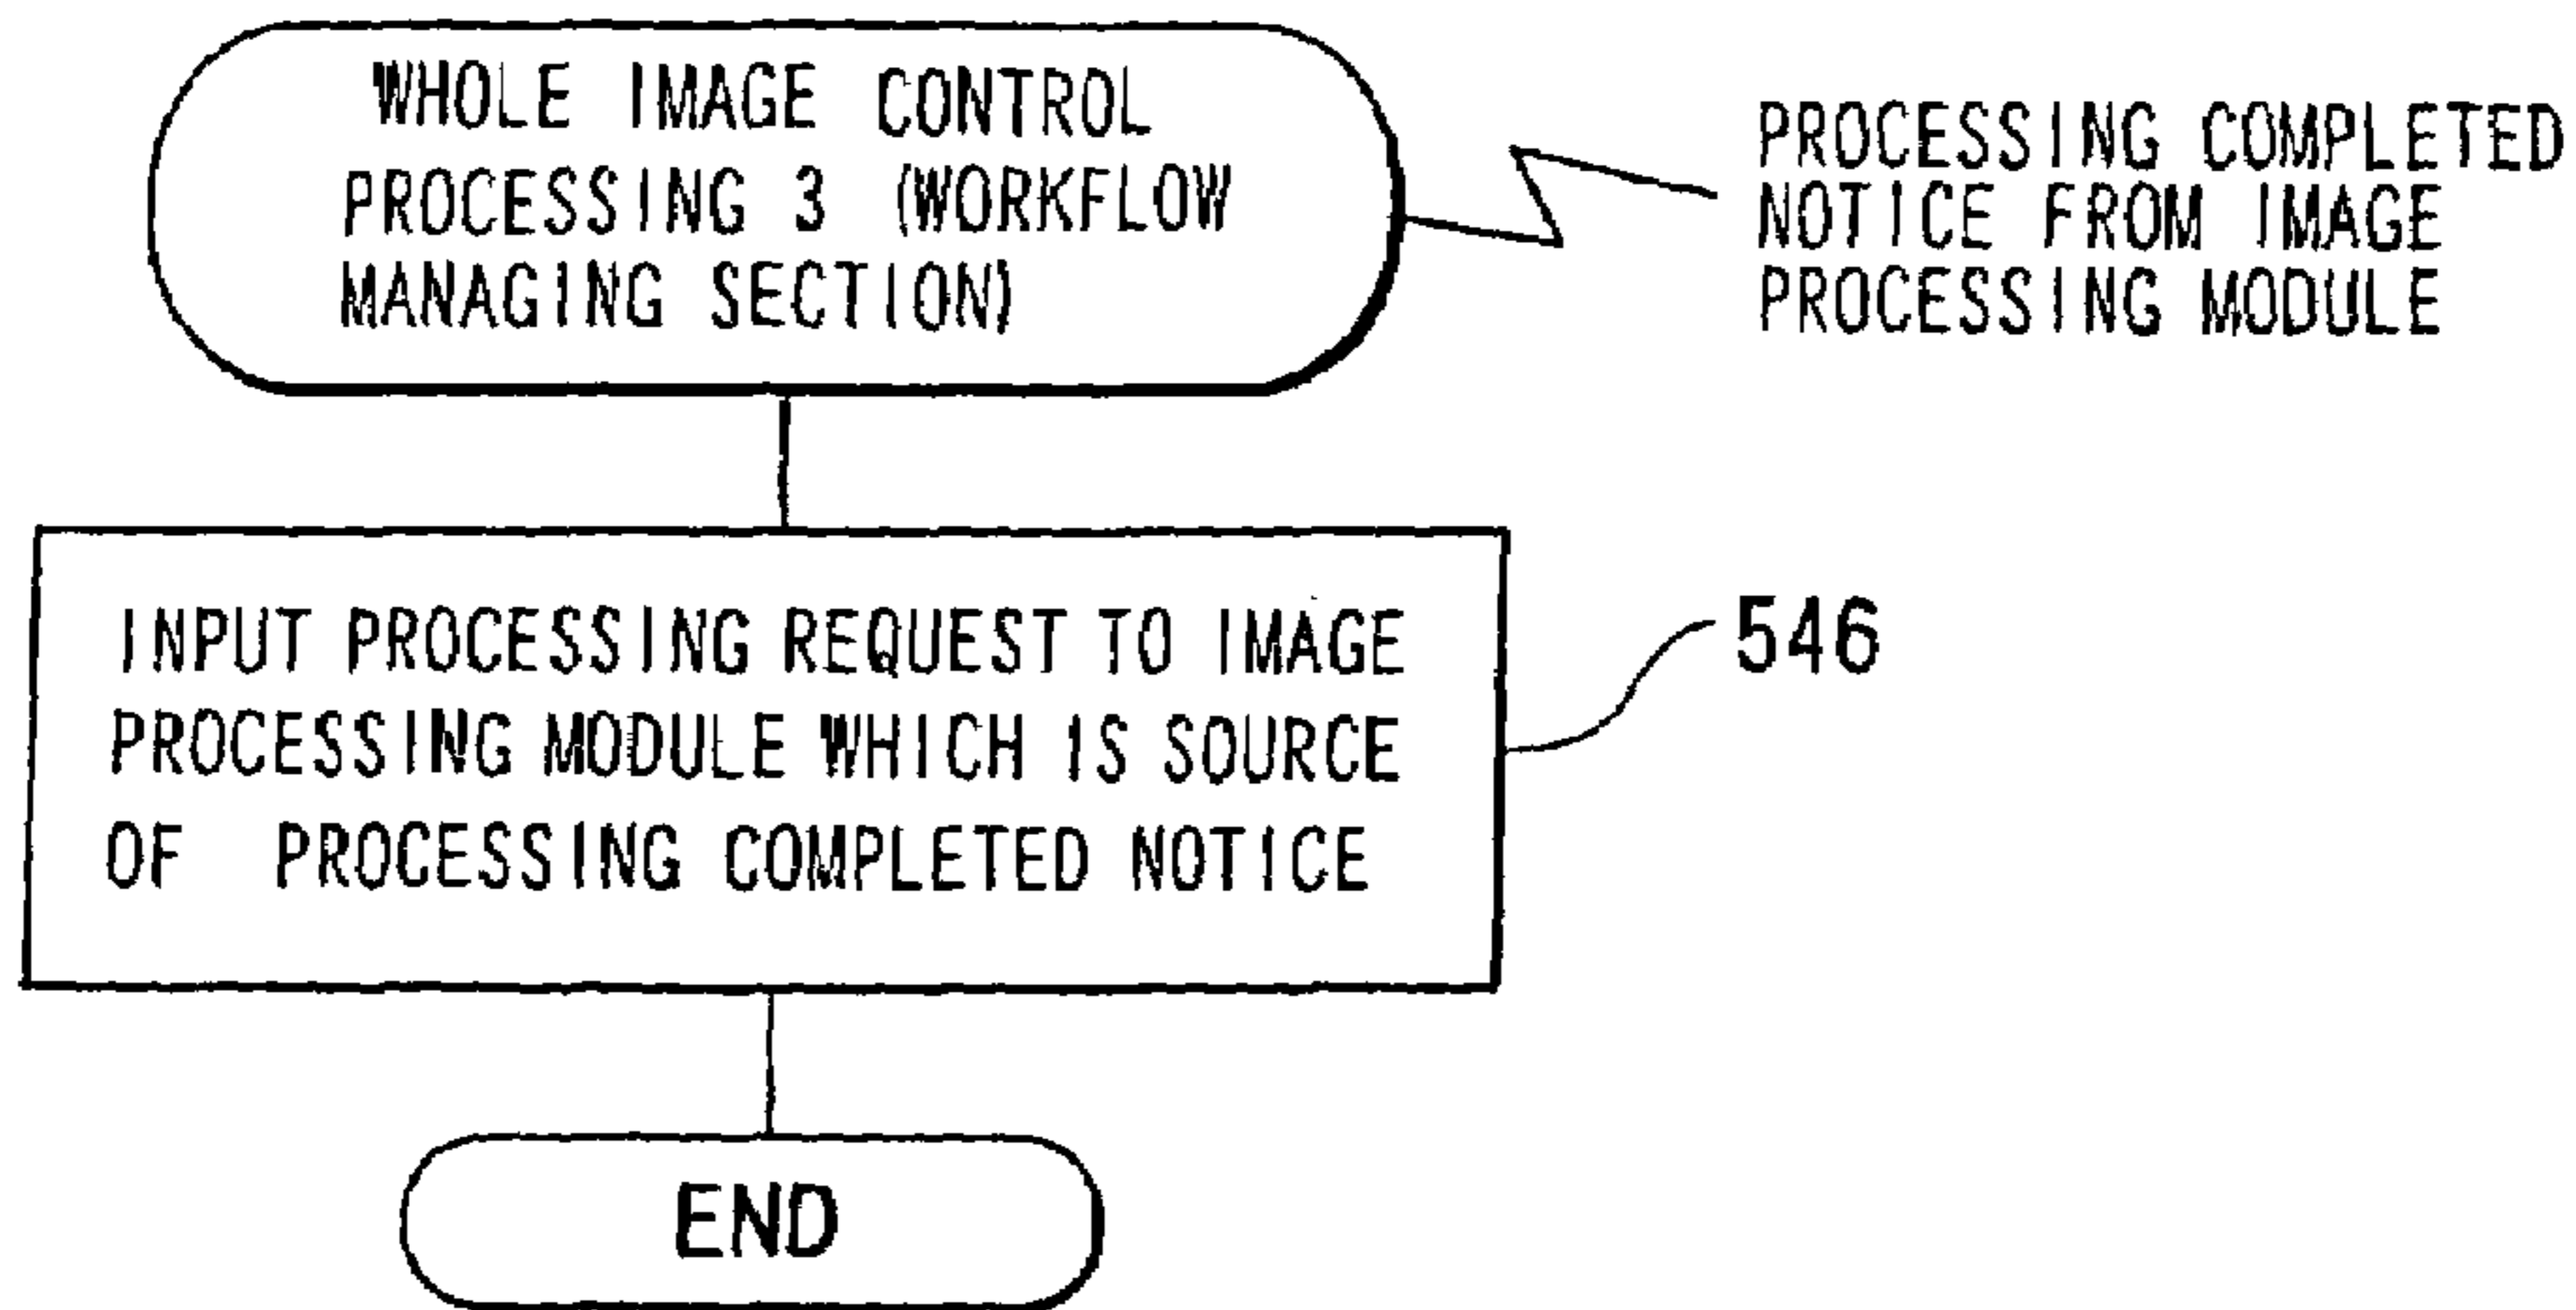 WHOLE IMAGE CONTROL
PROCESSING 3 (WORKFLOW
MANAGING SECTION)
PROCESSING COMPLETED
NOTICE FROM IMAGE
PROCESSING MODULE
INPUT PROCESSING REQUEST TO IMAGE
PROCESSING MODULE WHICH IS SOURCE
OF PROCESSING COMPLETED NOTICE
546
END